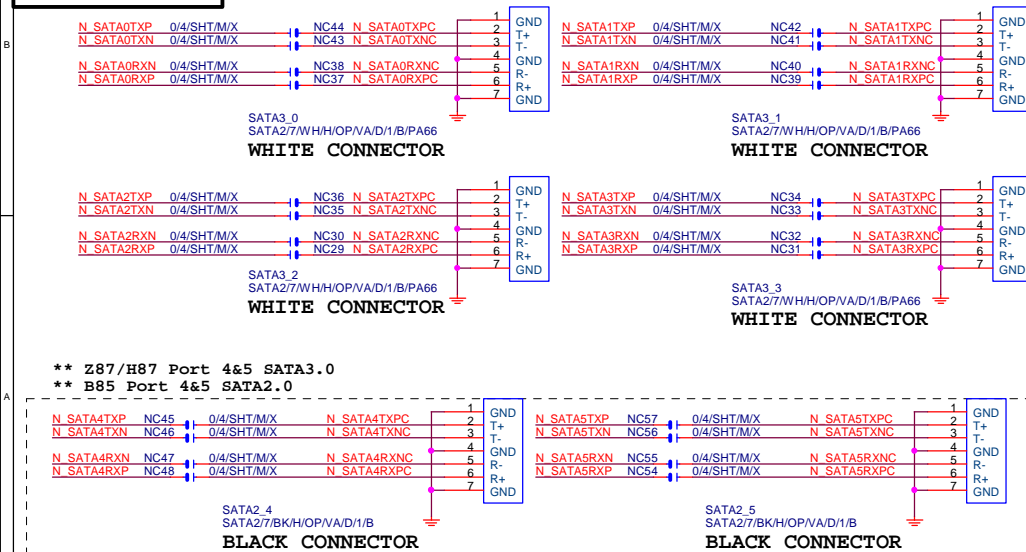 B
N_SATA0TXP 0/4/SHT/M/X NC44 N_SATA0TXPC
N_SATA0TXN 0/4/SHT/M/X NC43 N_SATA0TXNC
N_SATA0RXN 0/4/SHT/M/X NC38 N_SATA0RXNC
N_SATA0RXP 0/4/SHT/M/X NC37 N_SATA0RXPC
1 GND
2 T+
3 T-
4 GND
5 R-
6 R+
7 GND
SATA3_0
SATA2/7/WH/H/OP/VA/D/1/B/PA66
WHITE CONNECTOR
N_SATA1TXP 0/4/SHT/M/X NC42 N_SATA1TXPC
N_SATA1TXN 0/4/SHT/M/X NC41 N_SATA1TXNC
N_SATA1RXN 0/4/SHT/M/X NC40 N_SATA1RXNC
N_SATA1RXP 0/4/SHT/M/X NC39 N_SATA1RXPC
1 GND
2 T+
3 T-
4 GND
5 R-
6 R+
7 GND
SATA3_1
SATA2/7/WH/H/OP/VA/D/1/B/PA66
WHITE CONNECTOR
N_SATA2TXP 0/4/SHT/M/X NC36 N_SATA2TXPC
N_SATA2TXN 0/4/SHT/M/X NC35 N_SATA2TXNC
N_SATA2RXN 0/4/SHT/M/X NC30 N_SATA2RXNC
N_SATA2RXP 0/4/SHT/M/X NC29 N_SATA2RXPC
1 GND
2 T+
3 T-
4 GND
5 R-
6 R+
7 GND
SATA3_2
SATA2/7/WH/H/OP/VA/D/1/B/PA66
WHITE CONNECTOR
N_SATA3TXP 0/4/SHT/M/X NC34 N_SATA3TXPC
N_SATA3TXN 0/4/SHT/M/X NC33 N_SATA3TXNC
N_SATA3RXN 0/4/SHT/M/X NC32 N_SATA3RXNC
N_SATA3RXP 0/4/SHT/M/X NC31 N_SATA3RXPC
1 GND
2 T+
3 T-
4 GND
5 R-
6 R+
7 GND
SATA3_3
SATA2/7/WH/H/OP/VA/D/1/B/PA66
WHITE CONNECTOR
** Z87/H87 Port 4&5 SATA3.0
** B85 Port 4&5 SATA2.0
A
N_SATA4TXP NC45 0/4/SHT/M/X N_SATA4TXPC
N_SATA4TXN NC46 0/4/SHT/M/X N_SATA4TXNC
N_SATA4RXN NC47 0/4/SHT/M/X N_SATA4RXNC
N_SATA4RXP NC48 0/4/SHT/M/X N_SATA4RXPC
1 GND
2 T+
3 T-
4 GND
5 R-
6 R+
7 GND
SATA2_4
SATA2/7/BK/H/OP/VA/D/1/B
BLACK CONNECTOR
N_SATA5TXP NC57 0/4/SHT/M/X N_SATA5TXPC
N_SATA5TXN NC56 0/4/SHT/M/X N_SATA5TXNC
N_SATA5RXN NC55 0/4/SHT/M/X N_SATA5RXNC
N_SATA5RXP NC54 0/4/SHT/M/X N_SATA5RXPC
1 GND
2 T+
3 T-
4 GND
5 R-
6 R+
7 GND
SATA2_5
SATA2/7/BK/H/OP/VA/D/1/B
BLACK CONNECTOR